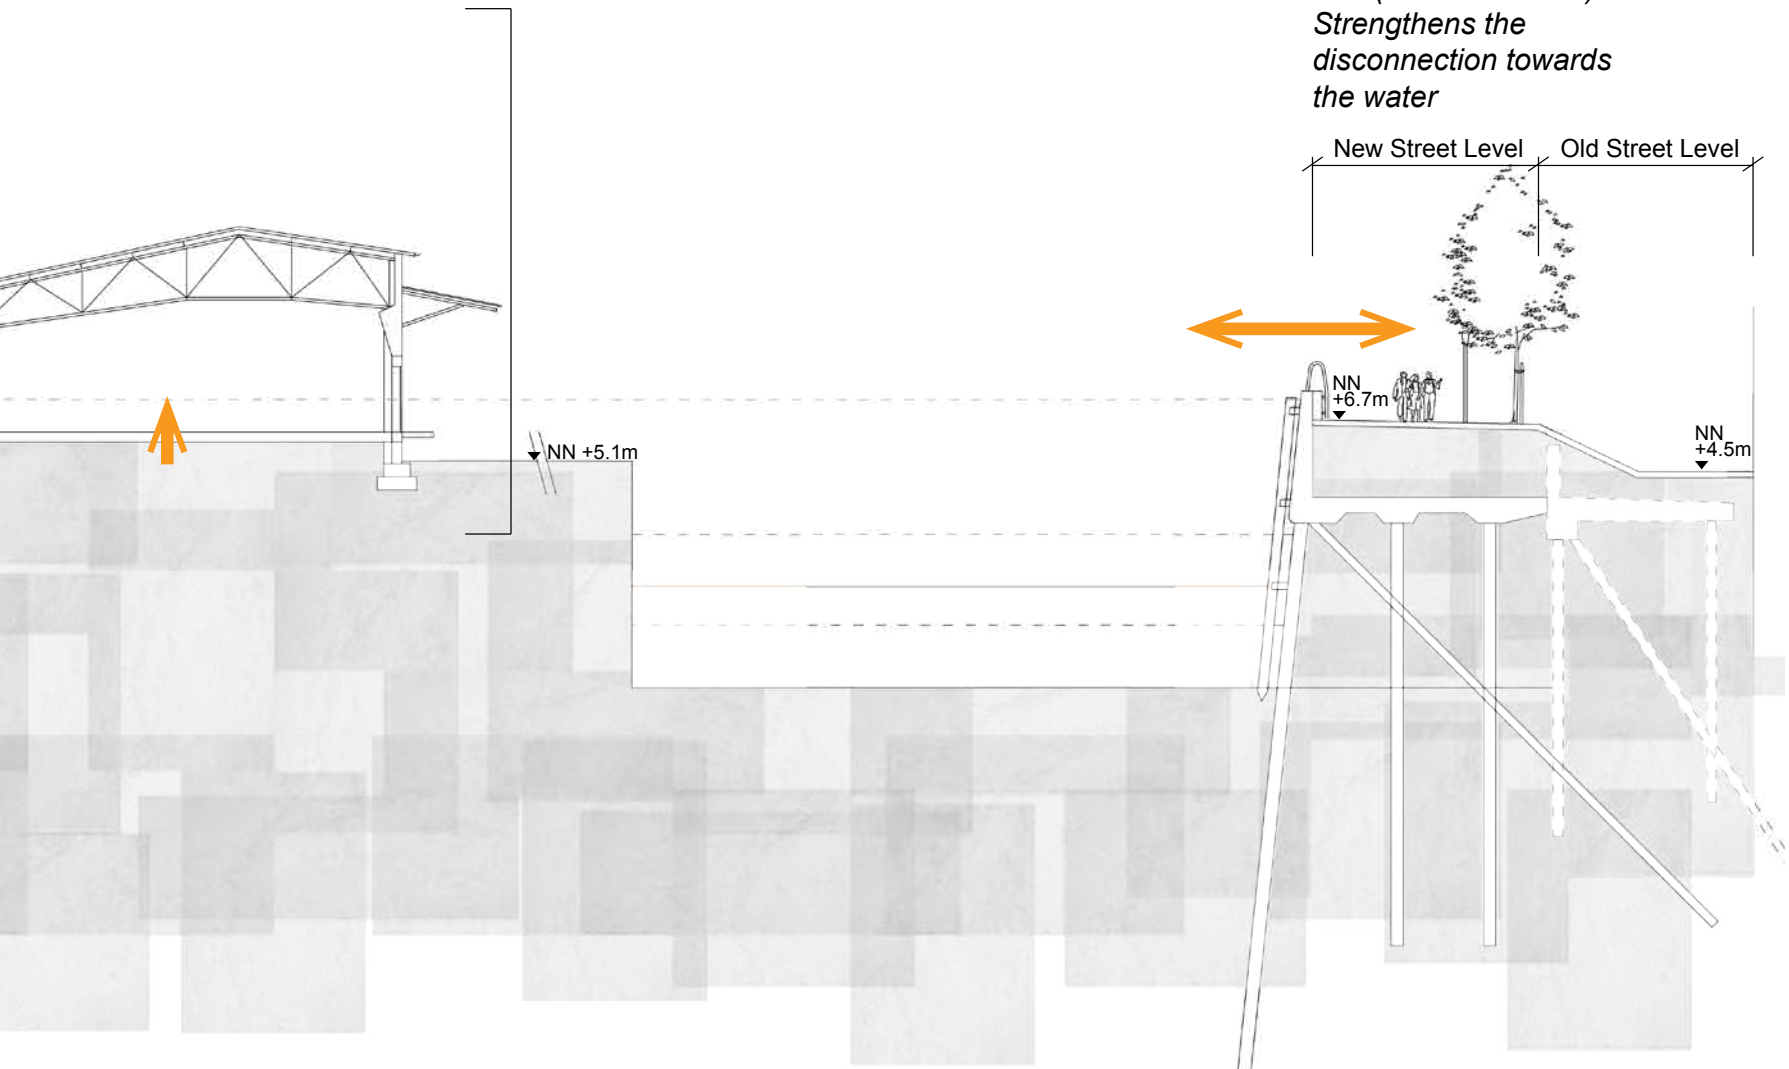 Strengthens the
disconnection towards
the water
New Street Level
Old Street Level
NN
+6.7m
NN
+4.5m
NN +5.1m